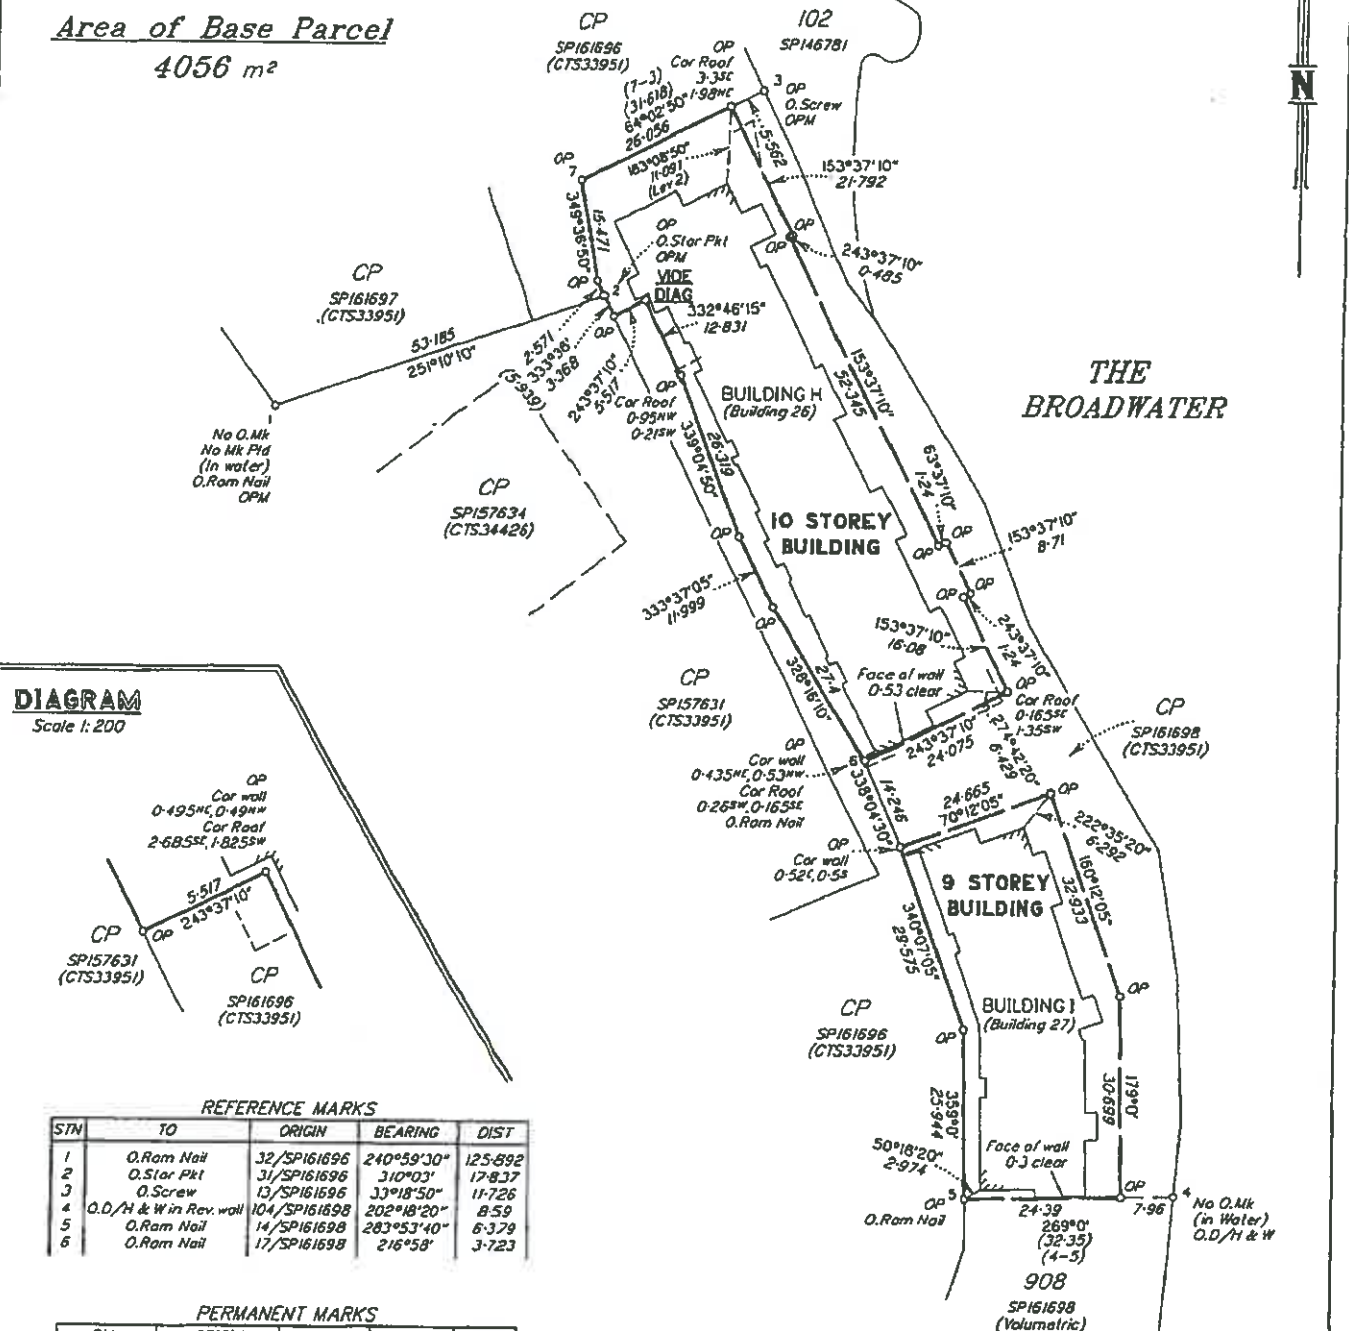 Area of Base Parcel
4056 m²
CP
SP161696
(CTS33951)
102
SP146781
N
OP
Cor Roof
3·3SE
1·98NE
3
OP
O.Screw
OPM
(7-3)
(31·618)
64°02'50"
26·056
5·562
OP
7
183°08'50"
11·091
(Lev 2)
153°37'10"
21·792
349°36'50"
15·471
OP
OP
243°37'10"
0·485
OP
O.Star Pkt
OPM
VIDE
DIAG
OP
2
CP
SP161697
(CTS33951)
332°46'15"
12·831
OP
53·185
251°10'10"
2·571
333°36'
3·368
(5·939)
243°37'10"
5·517
OP
Cor Roof
0·95NW
0·21SW
BUILDING H
(Building 26)
153°37'10"
52·345
THE
BROADWATER
No O.Mk
No Mk Pld
(In water)
O.Ram Nail
OPM
339°04'50"
26·319
63°37'10"
1·24
CP
SP157634
(CTS34426)
10 STOREY
BUILDING
OP
OP
OP
153°37'10"
8·71
333°37'05"
11·999
OP
OP
OP
243°37'10"
1·24
153°37'10"
16·08
328°16'10"
27·4
Face of wall
0·53 clear
CP
SP157631
(CTS33951)
OP
Cor Roof
0·165SE
1·35SW
CP
SP161698
(CTS33951)
DIAGRAM
Scale 1:200
243°37'10"
24·075
274°42'20"
6·429
OP
Cor wall
0·435NE, 0·53NW
Cor Roof
0·26SW, 0·165SE
O.Ram Nail
6
338°04'30"
14·246
24·665
70°12'05"
OP
222°35'20"
6·292
OP
Cor wall
0·495NE, 0·49NW
Cor Roof
2·685SE, 1·825SW
OP
Cor wall
0·52E, 0·5S
9 STOREY
BUILDING
160°12'05"
32·933
5·517
243°37'10"
OP
CP
SP157631
(CTS33951)
CP
SP161696
(CTS33951)
340°07'05"
29·575
OP
BUILDING I
(Building 27)
CP
SP161696
(CTS33951)
OP
359°0'
25·944
179°0'
30·699
REFERENCE MARKS
STN TO ORIGIN BEARING DIST
1 O.Ram Nail 32/SP161696 240°59'30" 125·892
2 O.Star Pkt 31/SP161696 310°03' 17·837
3 O.Screw 13/SP161696 33°18'50" 11·726
4 O.D/H & W in Rev. wall 104/SP161698 202°18'20" 8·59
5 O.Ram Nail 14/SP161698 283°53'40" 6·379
6 O.Ram Nail 17/SP161698 216°58' 3·723
50°16'20"
2·974
Face of wall
0·3 clear
5
OP
O.Ram Nail
OP
4
24·39
7·96
269°0'
(32·35)
(4-5)
No O.Mk
(in Water)
O.D/H & W
908
SP161698
(Volumetric)
PERMANENT MARKS